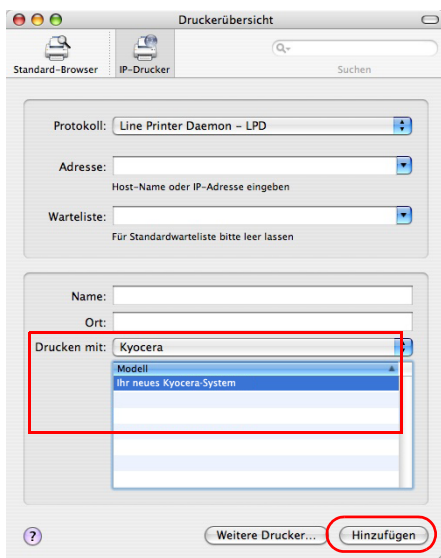 Druckerübersicht
Standard-Browser IP-Drucker Suchen
Protokoll: Line Printer Daemon – LPD
Adresse:
Host-Name oder IP-Adresse eingeben
Warteliste:
Für Standardwarteliste bitte leer lassen
Name:
Ort:
Drucken mit: Kyocera
Modell
Ihr neues Kyocera-System
? Weitere Drucker... Hinzufügen